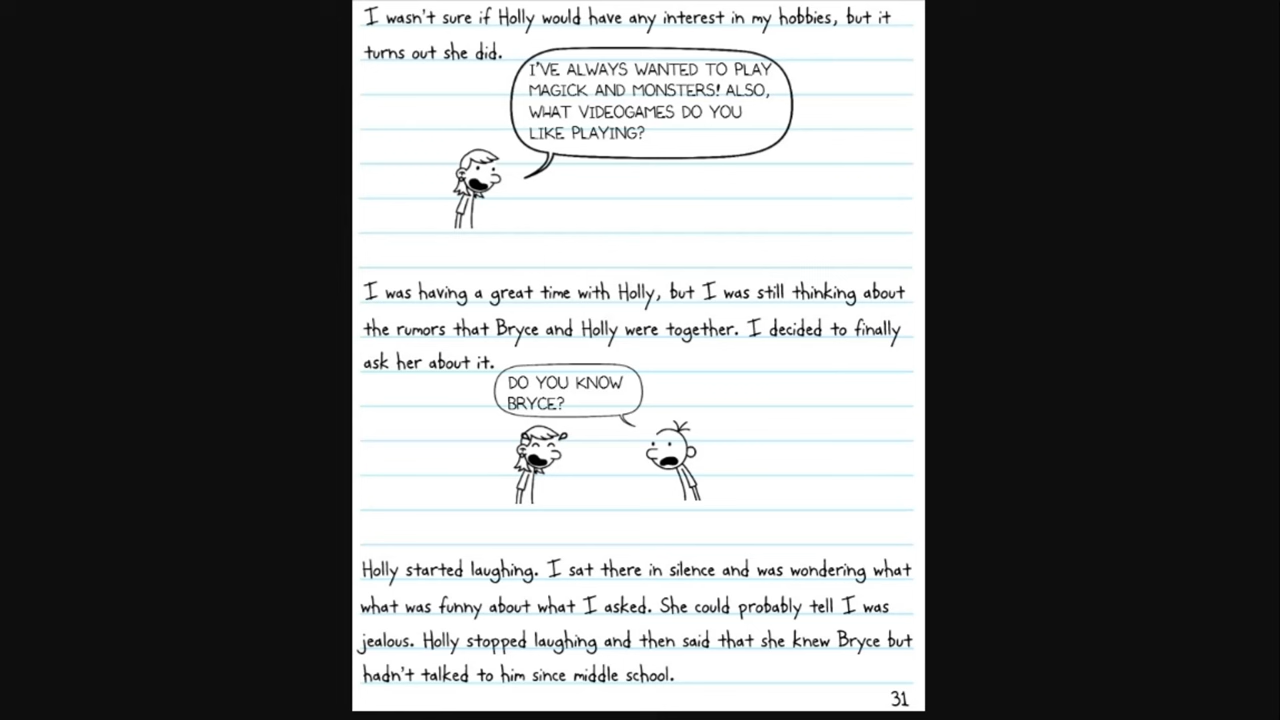 I wasn't sure if Holly would have any interest in my hobbies, but it
turns out she did.
I'VE ALWAYS WANTED TO PLAY
MAGICK AND MONSTERS! ALSO,
WHAT VIDEOGAMES DO YOU
LIKE PLAYING?
I was having a great time with Holly, but I was still thinking about
the rumors that Bryce and Holly were together. I decided to finally
ask her about it.
DO YOU KNOW
BRYCE?
Holly started laughing. I sat there in silence and was wondering what
what was funny about what I asked. She could probably tell I was
jealous. Holly stopped laughing and then said that she knew Bryce but
hadn't talked to him since middle school.
31